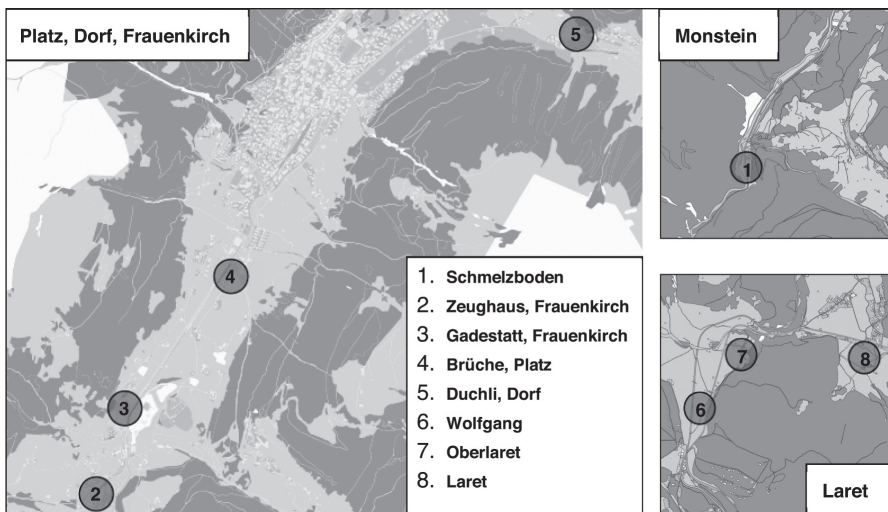 Platz, Dorf, Frauenkirch
5
4
3
2
1. Schmelzboden
2. Zeughaus, Frauenkirch
3. Gadestatt, Frauenkirch
4. Brüche, Platz
5. Duchli, Dorf
6. Wolfgang
7. Oberlaret
8. Laret
Monstein
1
7
8
6
Laret